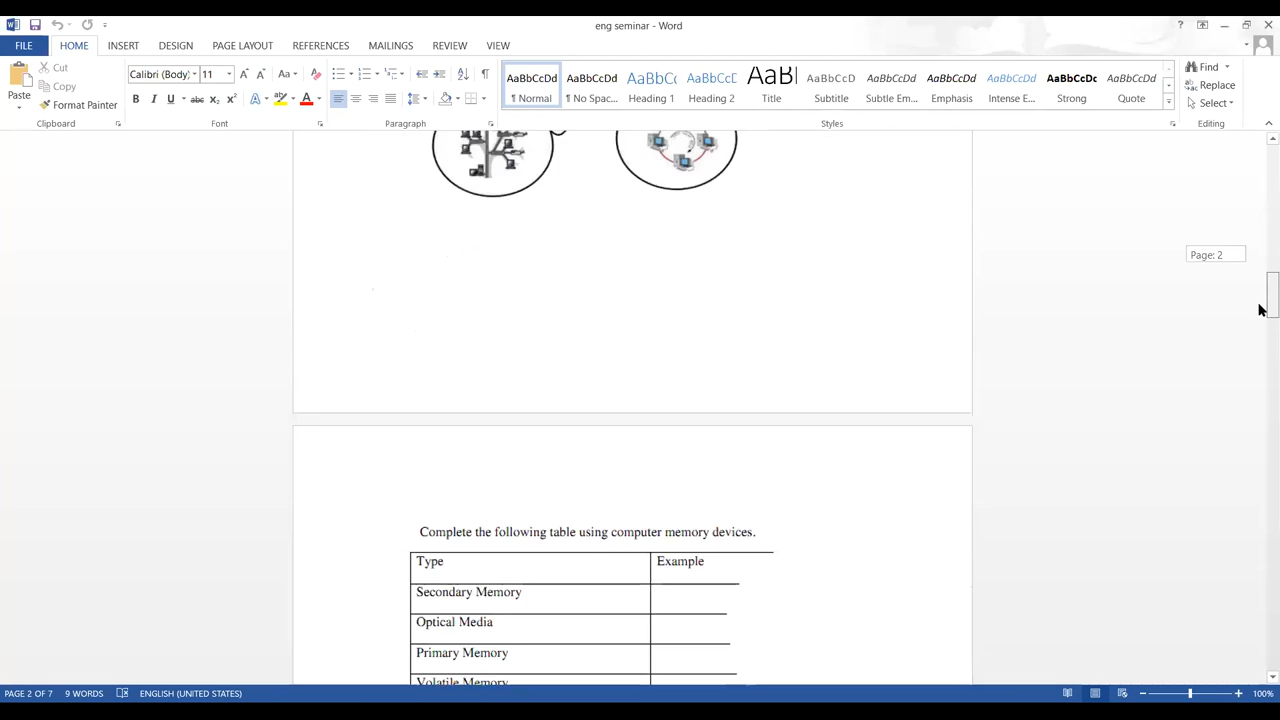 eng seminar - Word
FILE HOME INSERT DESIGN PAGE LAYOUT REFERENCES MAILINGS REVIEW VIEW
Paste
Cut
Copy
Format Painter
Clipboard
Calibri (Body) 11
Font
Paragraph
AaBbCcDd AaBbCcDd AaBbCc AaBbCcD AaBl AaBbCcD AaBbCcDd AaBbCcDd AaBbCcDd AaBbCcDc AaBbCcDd
¶ Normal ¶ No Spac... Heading 1 Heading 2 Title Subtitle Subtle Em... Emphasis Intense E... Strong Quote
Styles
Find
Replace
Select
Editing
Page: 2
Complete the following table using computer memory devices.
Type Example
Secondary Memory
Optical Media
Primary Memory
Volatile Memory
PAGE 2 OF 7 9 WORDS ENGLISH (UNITED STATES) 100%